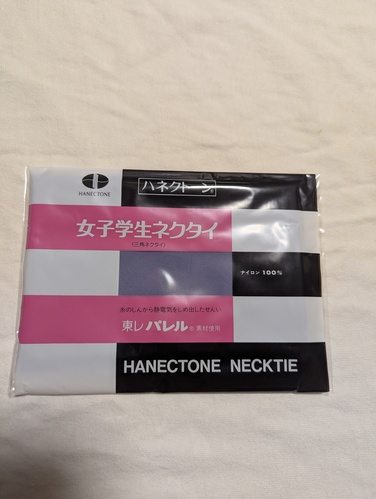 HANECTONE
ハネクトーン
女子学生ネクタイ
(三角ネクタイ)
ナイロン 100%
糸のしんから静電気をしめ出したせんい
東レ パレル® 素材使用
HANECTONE NECKTIE